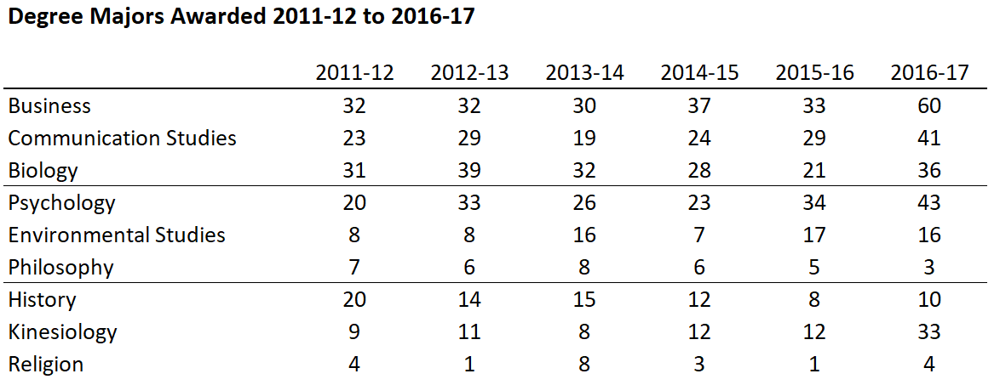 Degree Majors Awarded 2011-12 to 2016-17
2011-12 2012-13 2013-14 2014-15 2015-16 2016-17
Business 32 32 30 37 33 60
Communication Studies 23 29 19 24 29 41
Biology 31 39 32 28 21 36
Psychology 20 33 26 23 34 43
Environmental Studies 8 8 16 7 17 16
Philosophy 7 6 8 6 5 3
History 20 14 15 12 8 10
Kinesiology 9 11 8 12 12 33
Religion 4 1 8 3 1 4